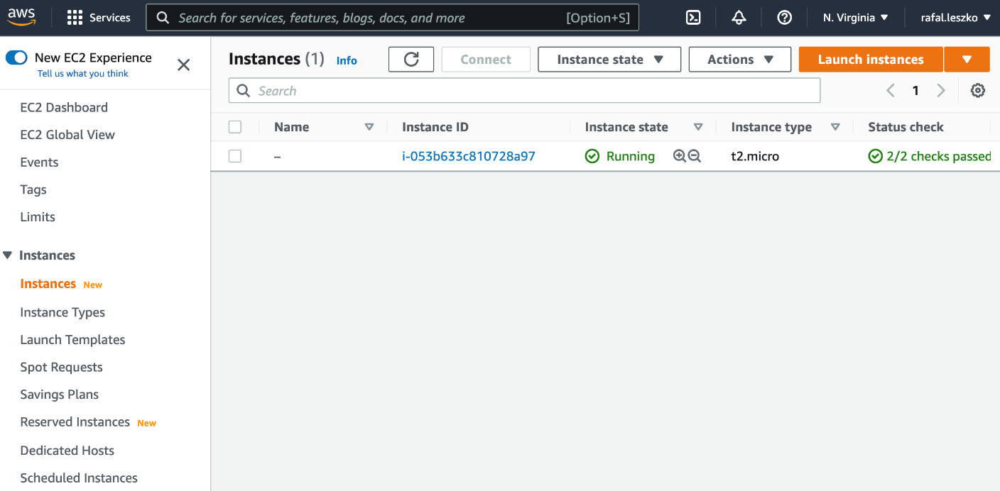 aws
Services
Search for services, features, blogs, docs, and more [Option+S]
N. Virginia
rafal.leszko
New EC2 Experience
Tell us what you think
EC2 Dashboard
EC2 Global View
Events
Tags
Limits
Instances
Instances New
Instance Types
Launch Templates
Spot Requests
Savings Plans
Reserved Instances New
Dedicated Hosts
Scheduled Instances
Instances (1) Info
Connect
Instance state
Actions
Launch instances
Search
1
Name Instance ID Instance state Instance type Status check
– i-053b633c810728a97 Running t2.micro 2/2 checks passed